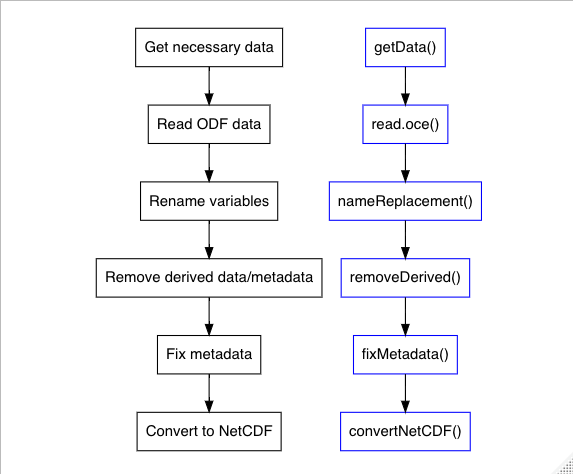 Get necessary data
getData()
Read ODF data
read.oce()
Rename variables
nameReplacement()
Remove derived data/metadata
removeDerived()
Fix metadata
fixMetadata()
Convert to NetCDF
convertNetCDF()